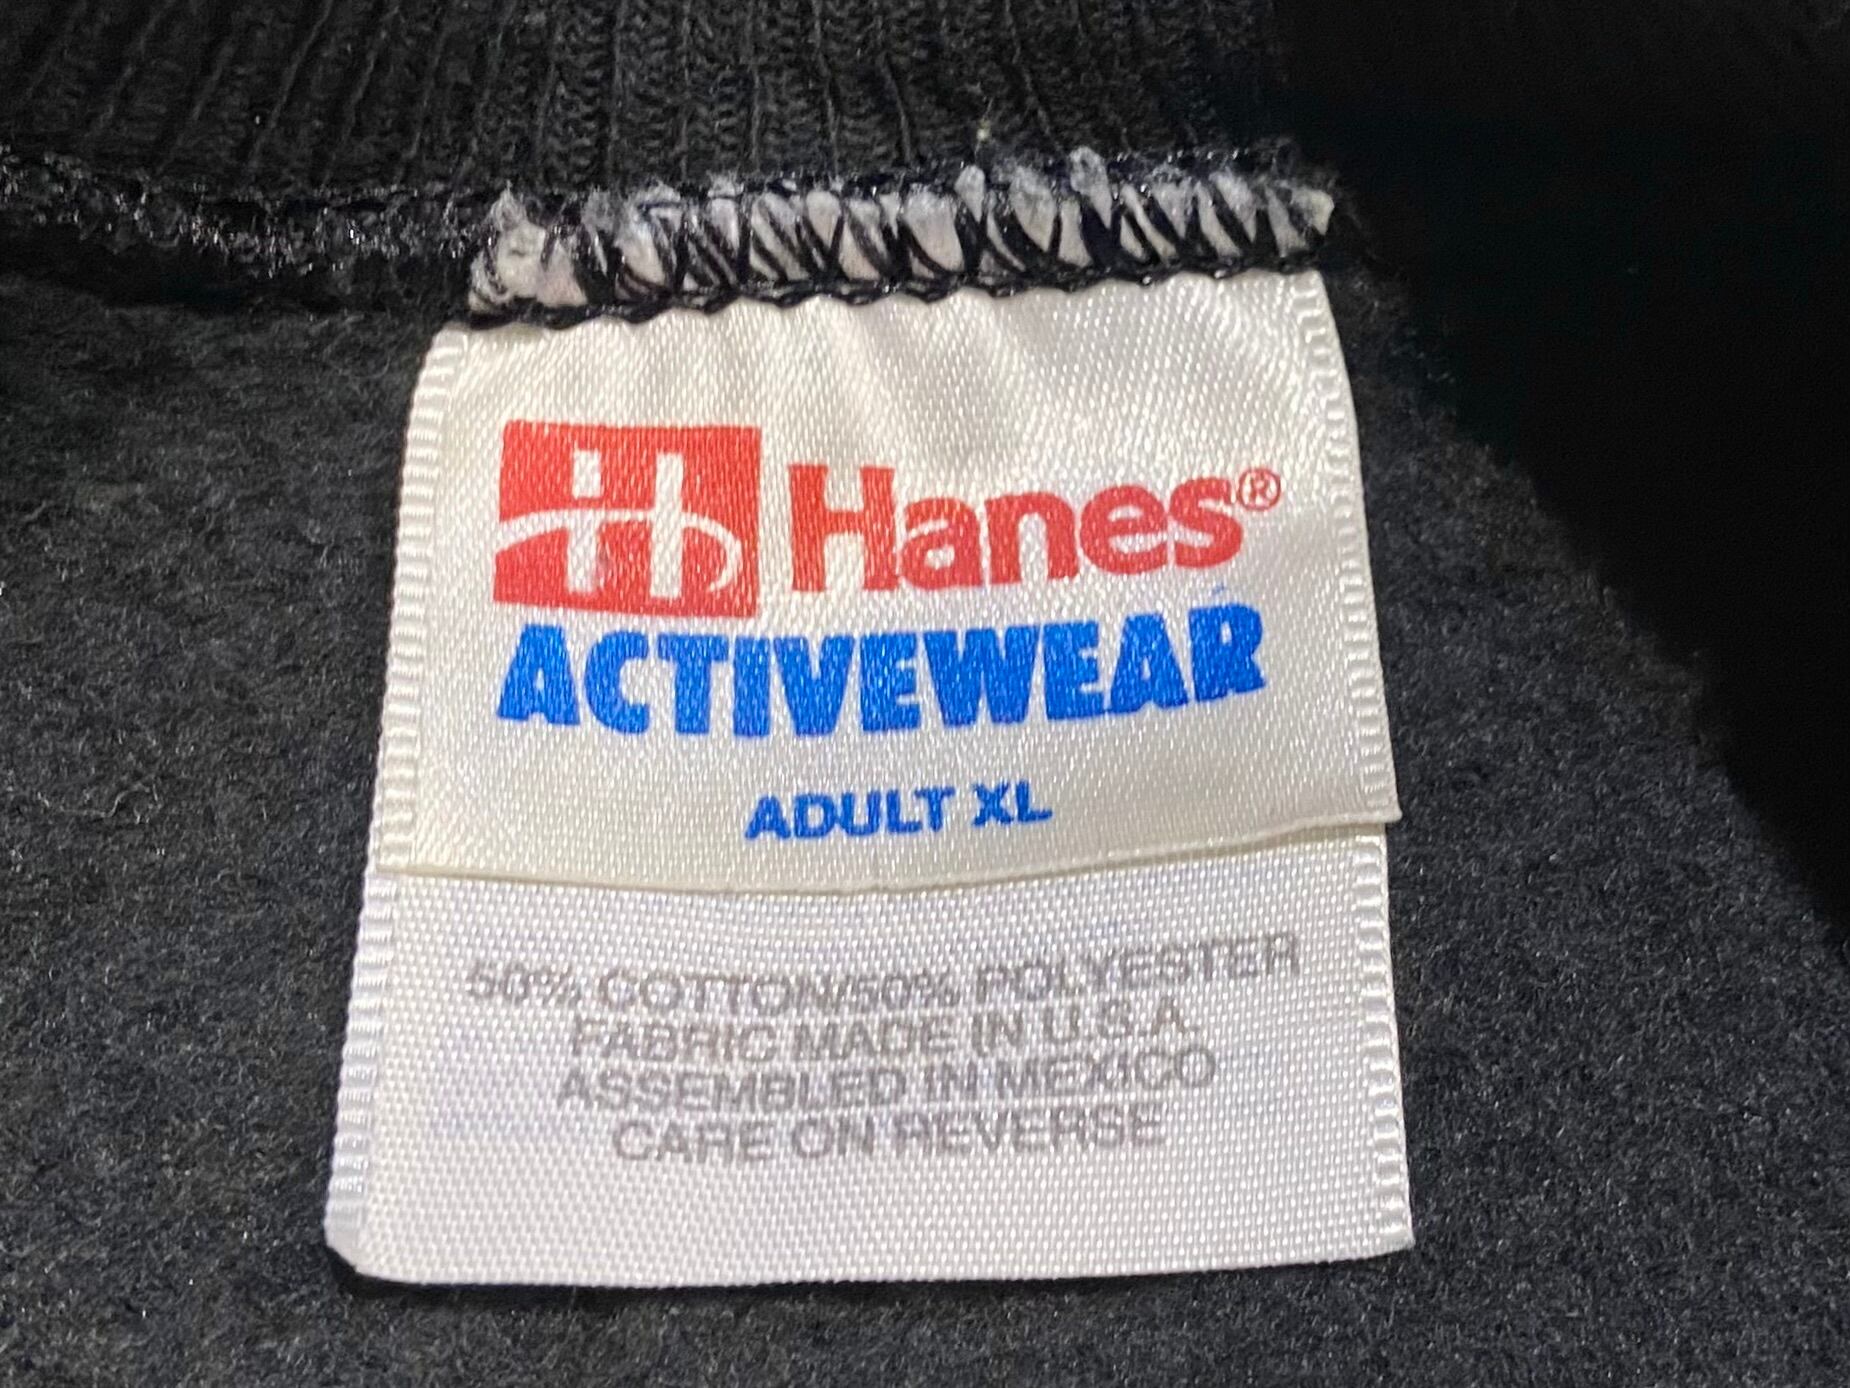 Hanes®
ACTIVEWEAR
ADULT XL
50% COTTON/50% POLYESTER
FABRIC MADE IN U.S.A.
ASSEMBLED IN MEXICO
CARE ON REVERSE